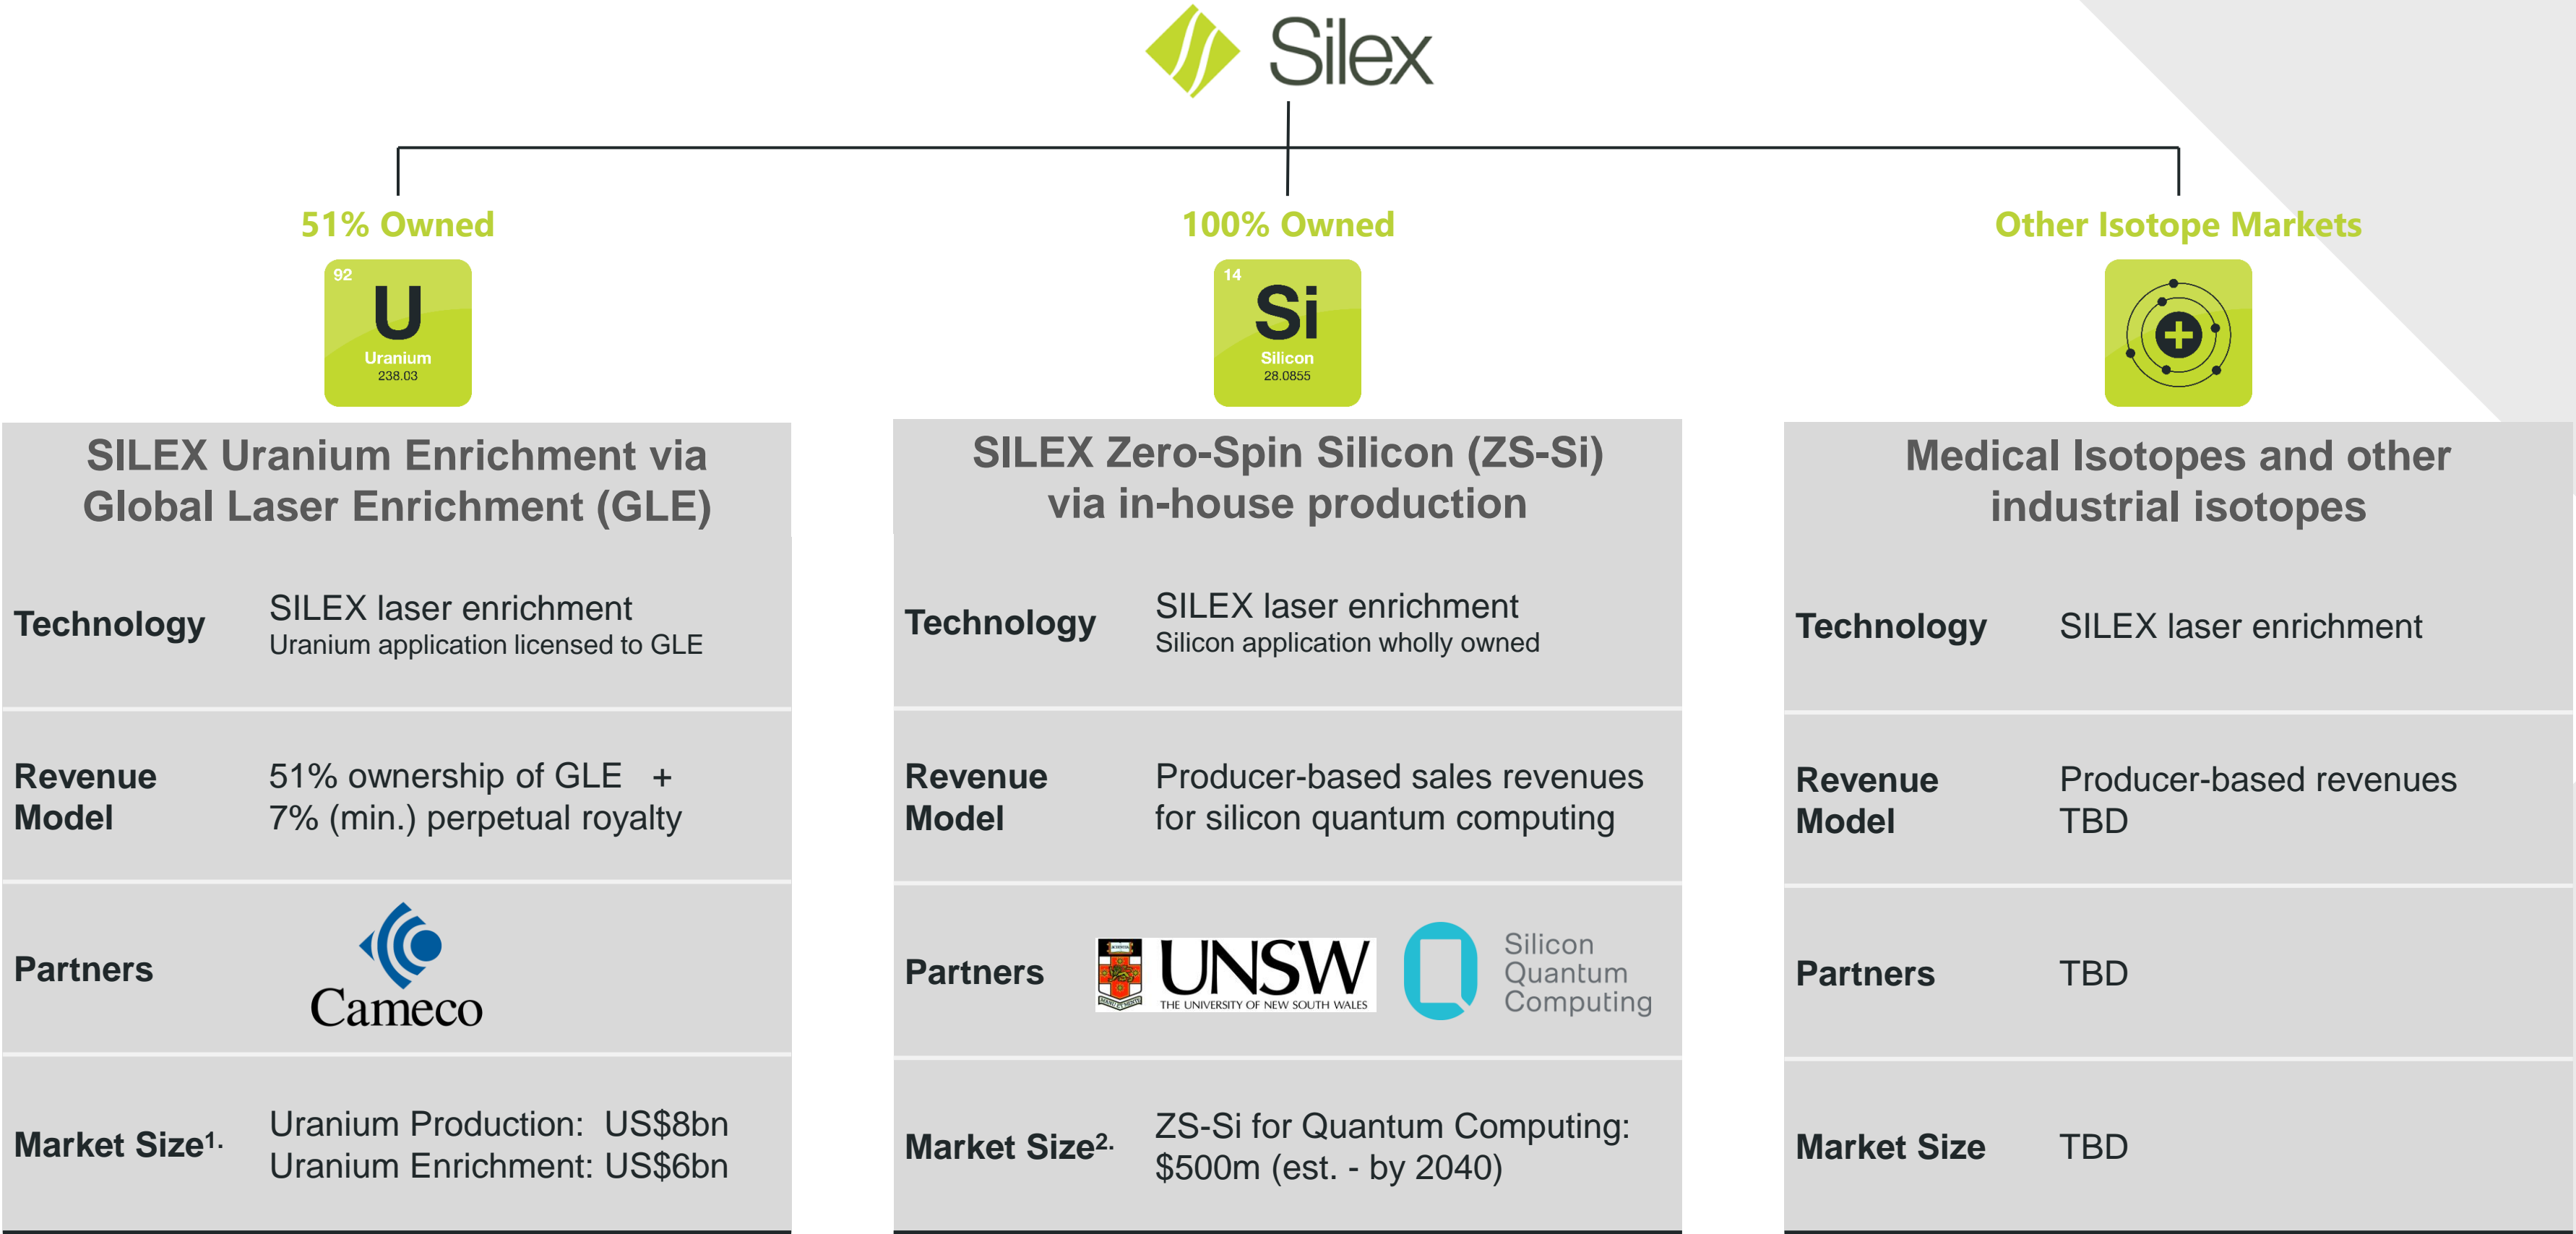 Silex
51% Owned
100% Owned
Other Isotope Markets
92
U
Uranium
238.03
14
Si
Silicon
28.0855
SILEX Uranium Enrichment via
Global Laser Enrichment (GLE)
Technology
SILEX laser enrichment
Uranium application licensed to GLE
Revenue
Model
51% ownership of GLE +
7% (min.) perpetual royalty
Partners
Cameco
Market Size1.
Uranium Production: US$8bn
Uranium Enrichment: US$6bn
SILEX Zero-Spin Silicon (ZS-Si)
via in-house production
Technology
SILEX laser enrichment
Silicon application wholly owned
Revenue
Model
Producer-based sales revenues
for silicon quantum computing
Partners
UNSW
THE UNIVERSITY OF NEW SOUTH WALES
Silicon
Quantum
Computing
Market Size2.
ZS-Si for Quantum Computing:
$500m (est. - by 2040)
Medical Isotopes and other
industrial isotopes
Technology
SILEX laser enrichment
Revenue
Model
Producer-based revenues
TBD
Partners
TBD
Market Size
TBD